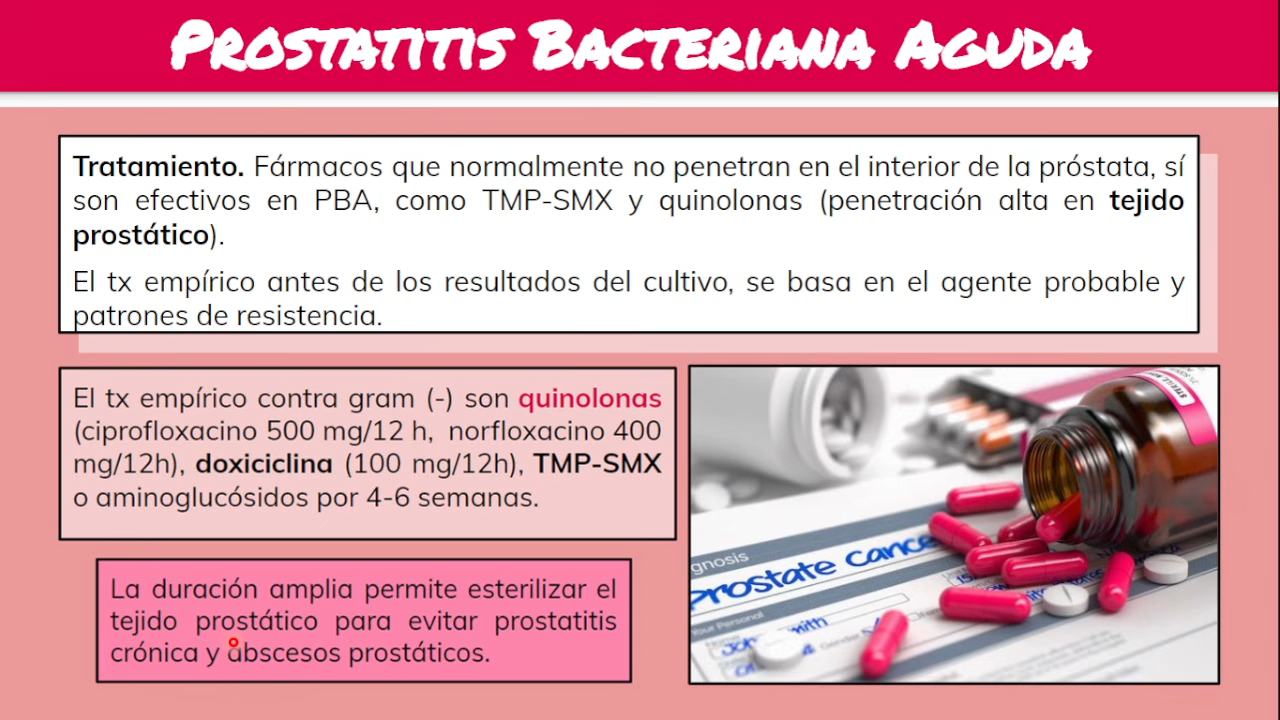 Prostatitis Bacteriana Aguda
Tratamiento. Fármacos que normalmente no penetran en el interior de la próstata, sí
son efectivos en PBA, como TMP-SMX y quinolonas (penetración alta en tejido
prostático).
El tx empírico antes de los resultados del cultivo, se basa en el agente probable y
patrones de resistencia.
El tx empírico contra gram (-) son quinolonas
(ciprofloxacino 500 mg/12 h, norfloxacino 400
mg/12h), doxiciclina (100 mg/12h), TMP-SMX
o aminoglucósidos por 4-6 semanas.
La duración amplia permite esterilizar el
tejido prostático para evitar prostatitis
crónica y abscesos prostáticos.
gnosis
Prostate cance
Your Personal